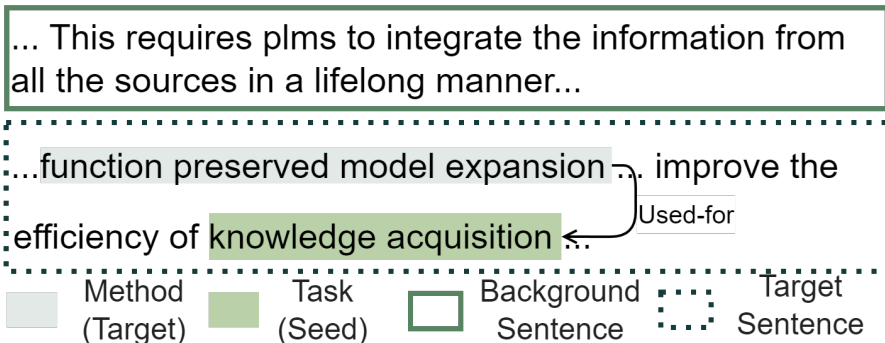 ... This requires plms to integrate the information from
all the sources in a lifelong manner...
...function preserved model expansion ... improve the
Used-for
efficiency of knowledge acquisition ...
Method (Target)
Task (Seed)
Background Sentence
Target Sentence